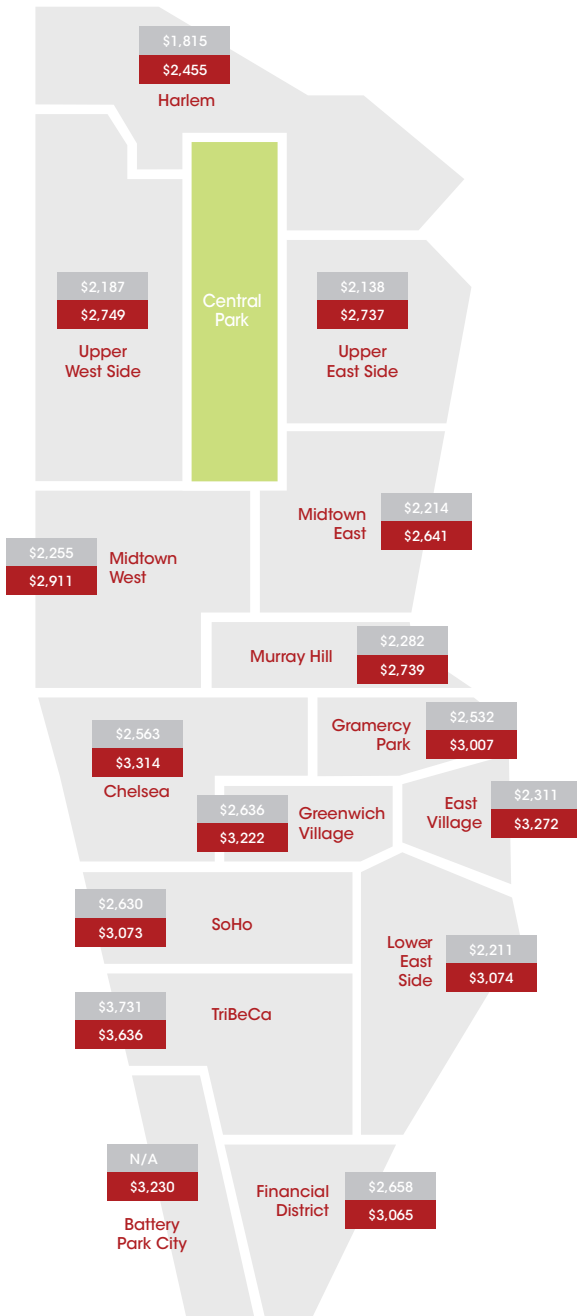 $1,815
$2,455
Harlem
$2,187
$2,749
Upper
West Side
Central
Park
$2,138
$2,737
Upper
East Side
Midtown
East
$2,214
$2,641
$2,255
$2,911
Midtown
West
Murray Hill
$2,282
$2,739
$2,563
$3,314
Chelsea
Gramercy
Park
$2,532
$3,007
$2,636
$3,222
Greenwich
Village
East
Village
$2,311
$3,272
$2,630
$3,073
SoHo
Lower
East
Side
$2,211
$3,074
$3,731
$3,636
TriBeCa
N/A
$3,230
Battery
Park City
Financial
District
$2,658
$3,065